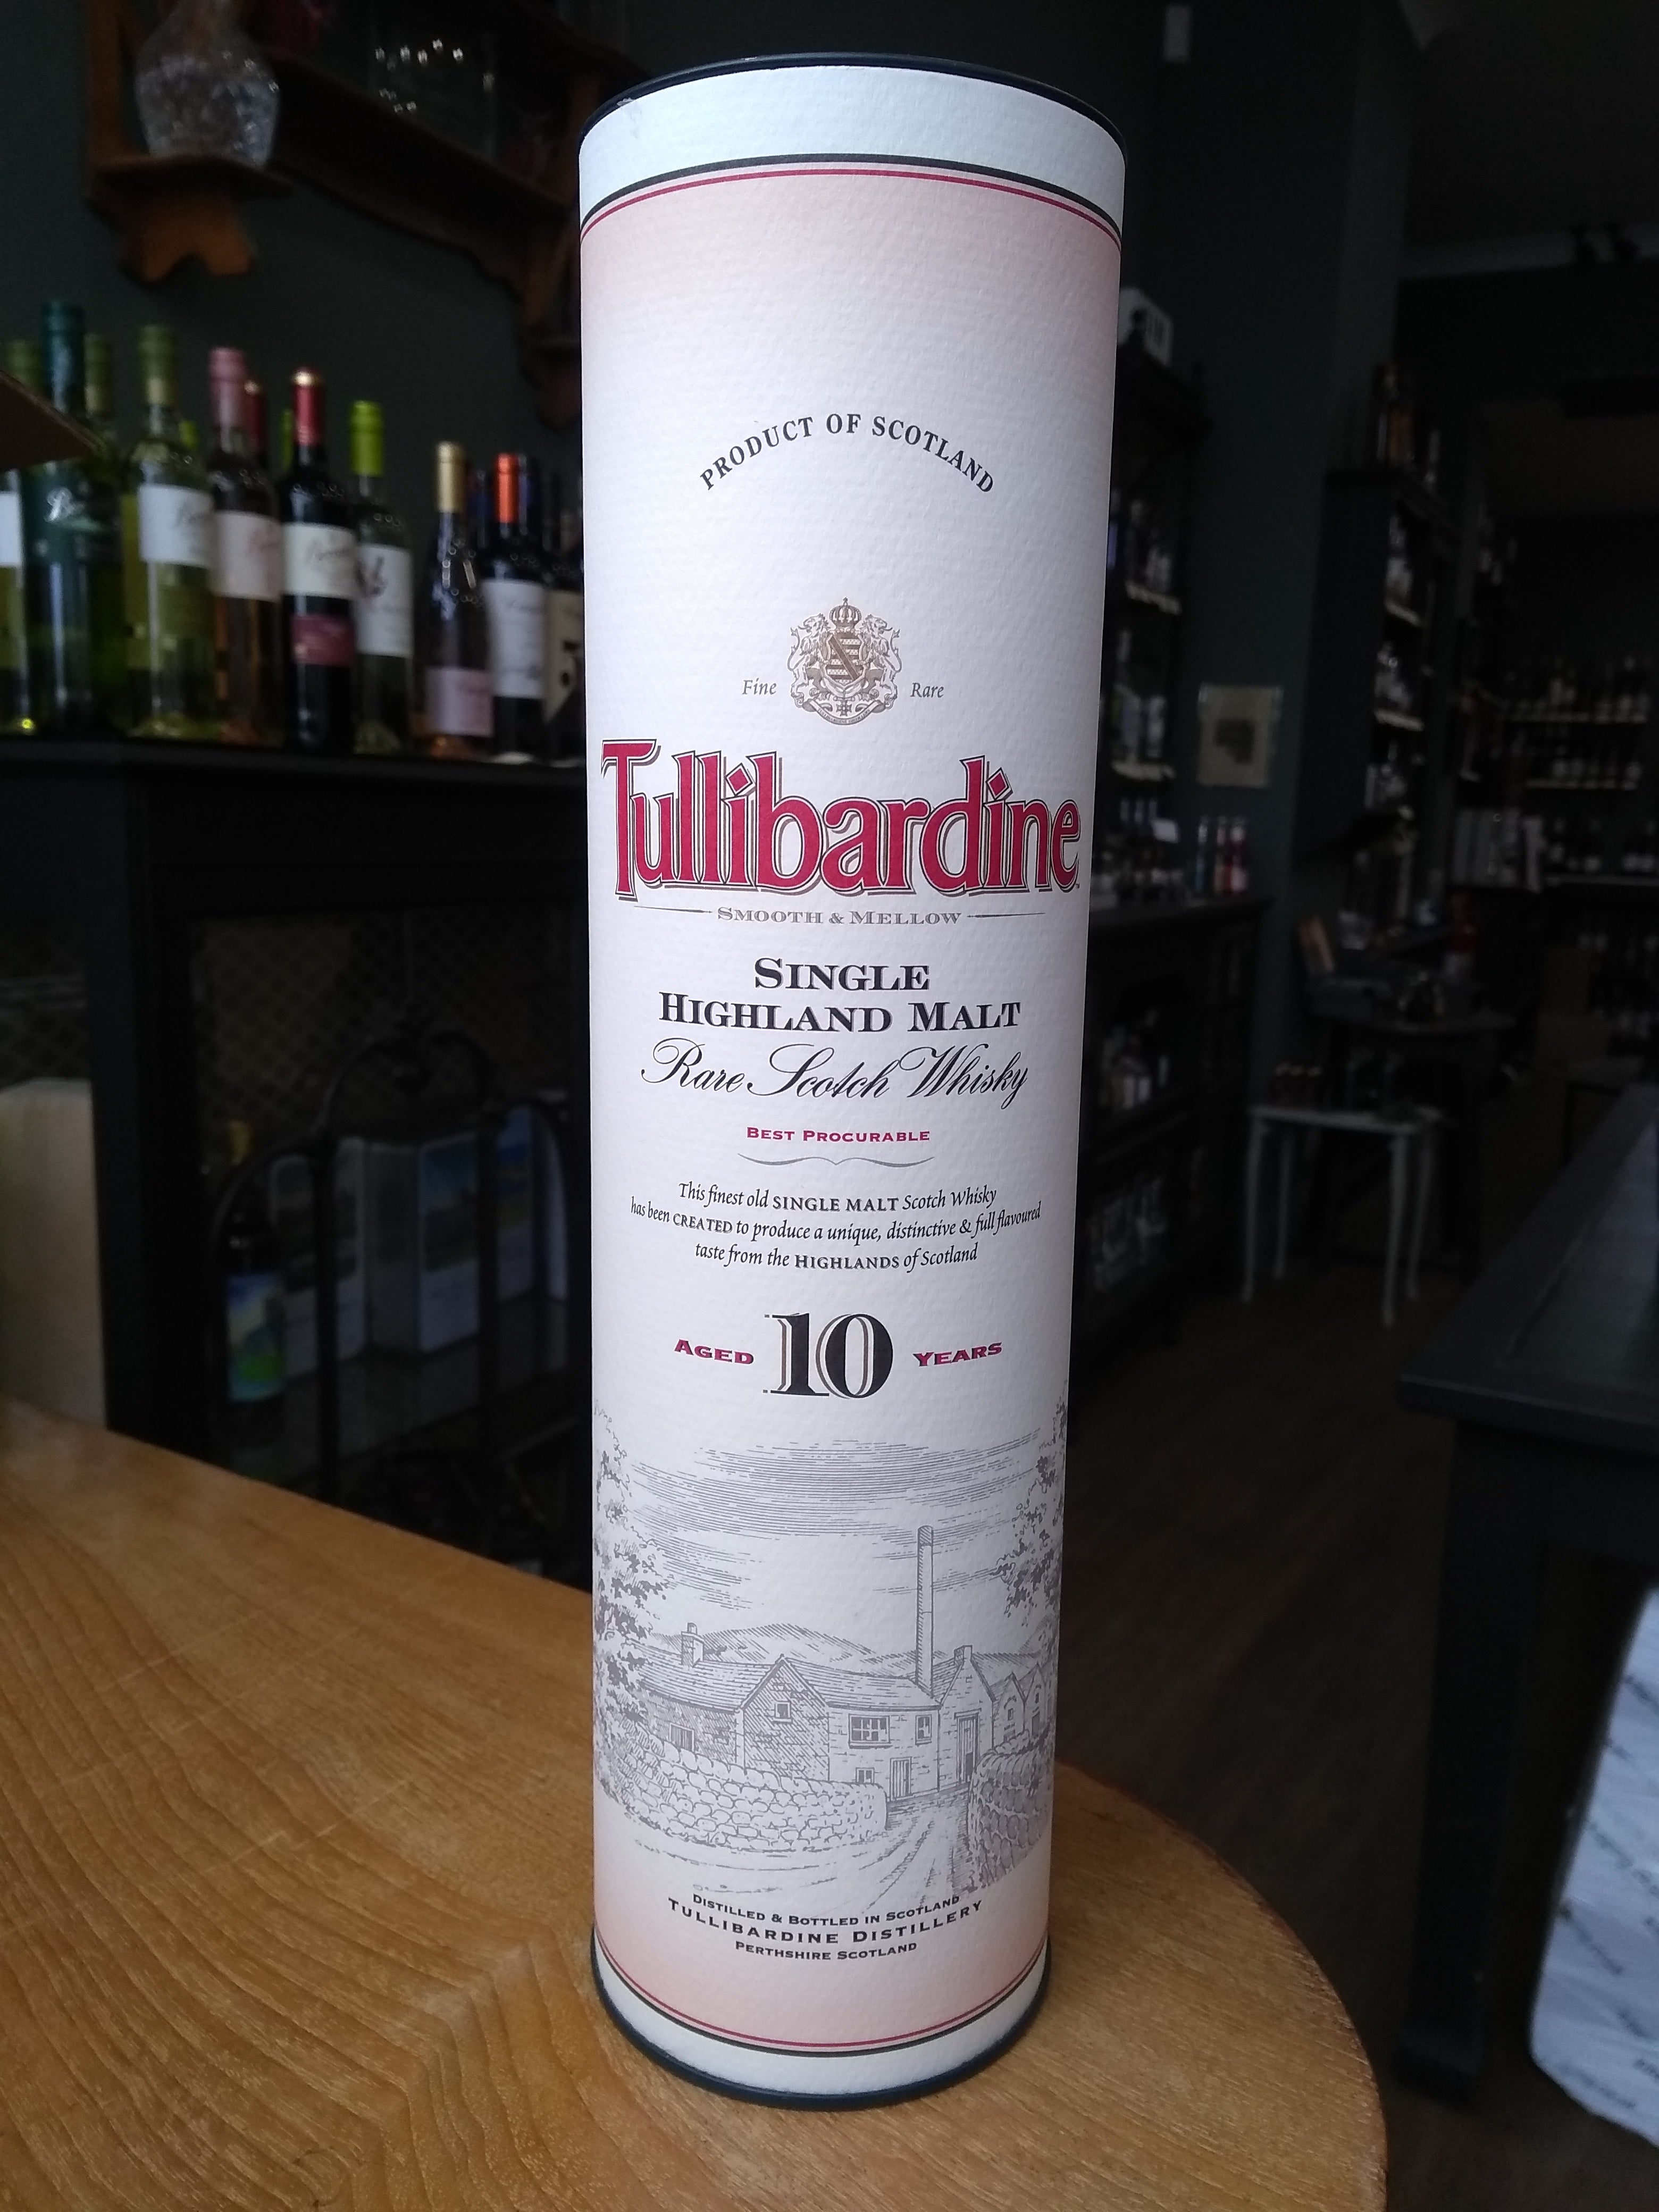 PRODUCT OF SCOTLAND
Fine Rare
Tullibardine
SMOOTH & MELLOW
SINGLE
HIGHLAND MALT
Rare Scotch Whisky
BEST PROCURABLE
This finest old SINGLE MALT Scotch Whisky
has been CREATED to produce a unique, distinctive & full flavoured
taste from the HIGHLANDS of Scotland
AGED 10 YEARS
DISTILLED & BOTTLED IN SCOTLAND
TULLIBARDINE DISTILLERY
PERTHSHIRE SCOTLAND